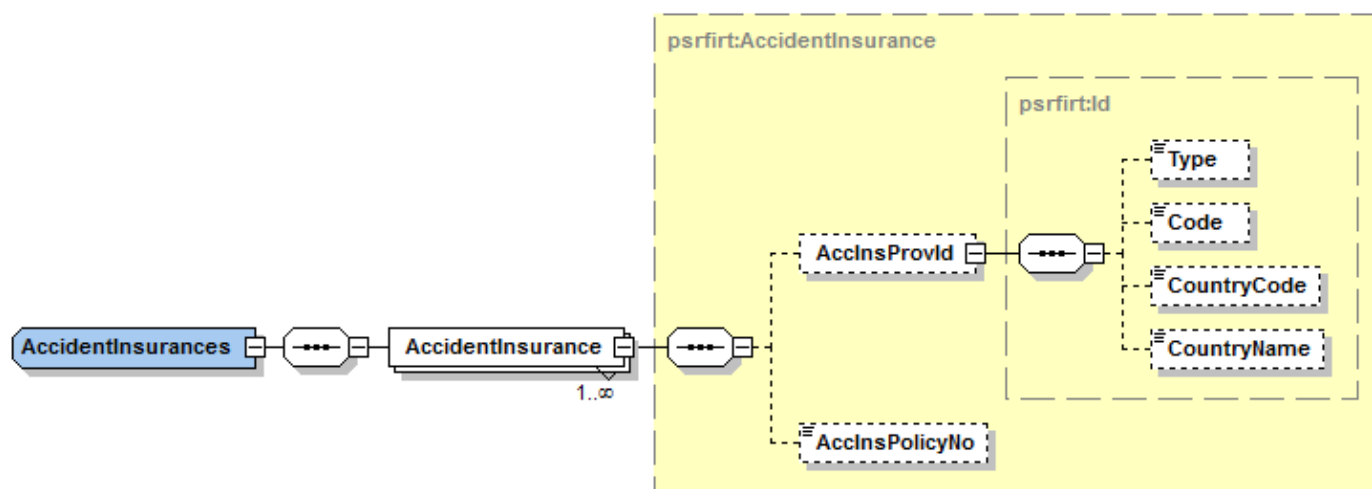 psrfirt:AccidentInsurance
psrfirt:Id
Type
Code
AccInsProvId
CountryCode
CountryName
AccidentInsurances
AccidentInsurance
1..∞
AccInsPolicyNo